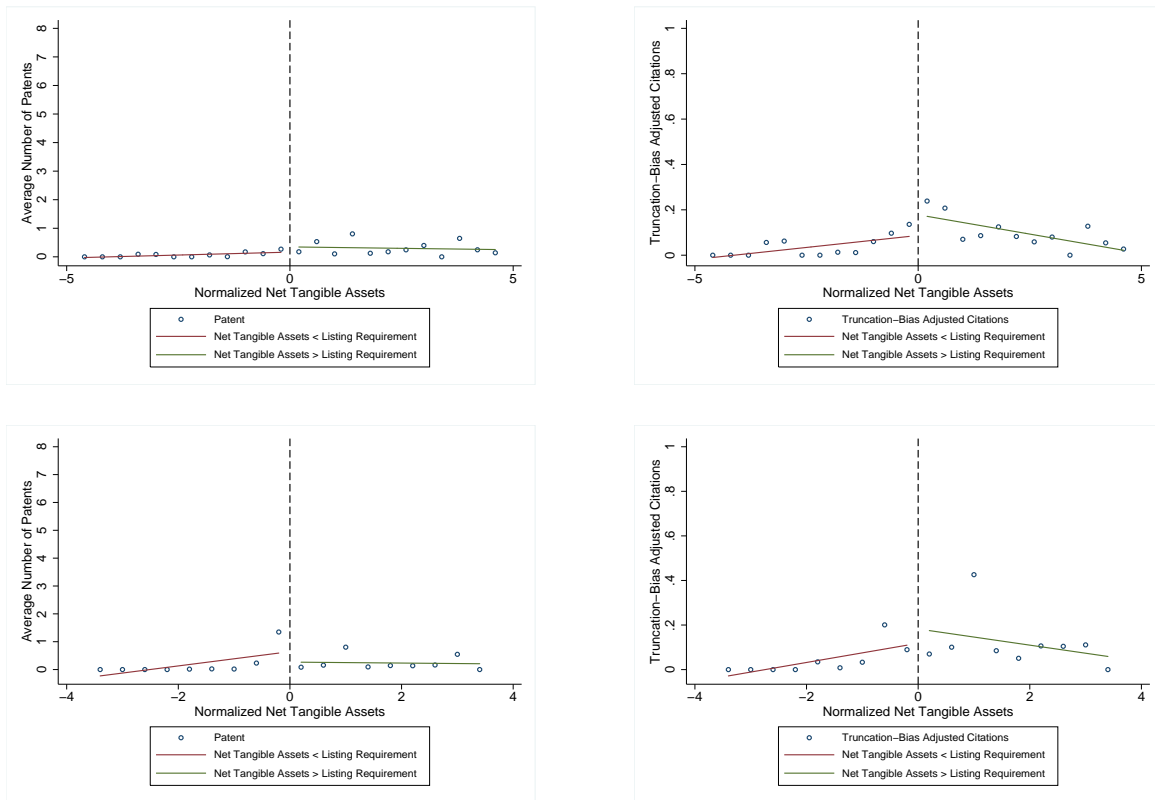 Average Number of Patents
8
7
6
5
4
3
2
1
0
−5
0
5
Normalized Net Tangible Assets
Patent
Net Tangible Assets < Listing Requirement
Net Tangible Assets > Listing Requirement
Truncation−Bias Adjusted Citations
1
.8
.6
.4
.2
0
−5
0
5
Normalized Net Tangible Assets
Truncation−Bias Adjusted Citations
Net Tangible Assets < Listing Requirement
Net Tangible Assets > Listing Requirement
Average Number of Patents
8
7
6
5
4
3
2
1
0
−4
−2
0
2
4
Normalized Net Tangible Assets
Patent
Net Tangible Assets < Listing Requirement
Net Tangible Assets > Listing Requirement
Truncation−Bias Adjusted Citations
1
.8
.6
.4
.2
0
−4
−2
0
2
4
Normalized Net Tangible Assets
Truncation−Bias Adjusted Citations
Net Tangible Assets < Listing Requirement
Net Tangible Assets > Listing Requirement